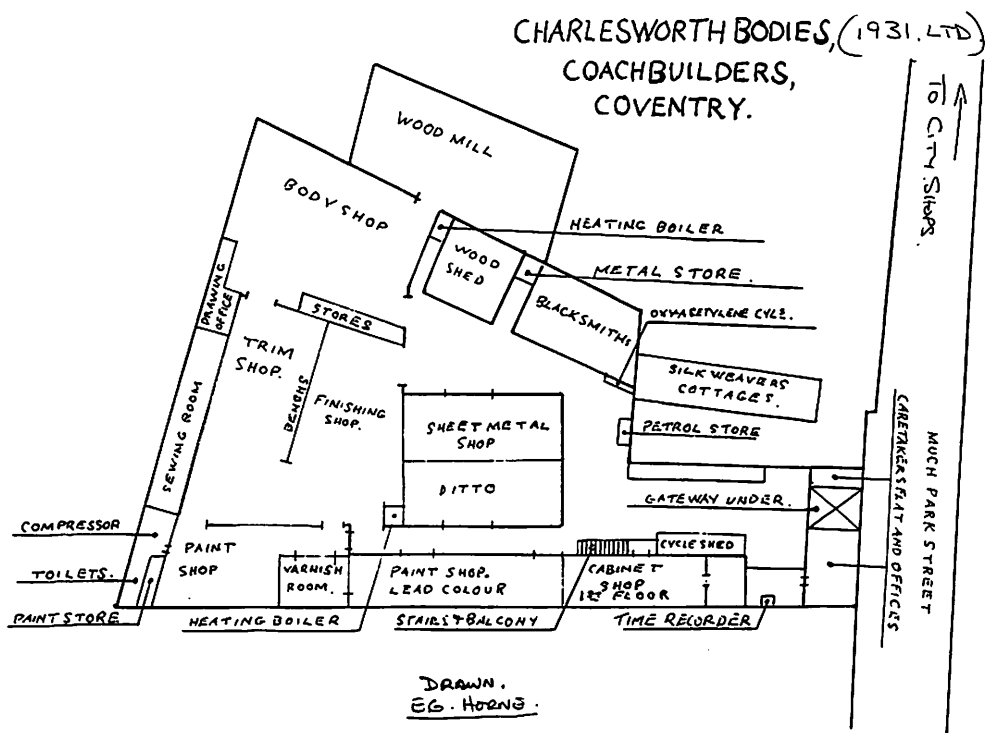 CHARLESWORTH BODIES, (1931. LTD)
COACHBUILDERS,
COVENTRY.
TO CITY SHOPS.
WOOD MILL
BODY SHOP
HEATING BOILER
WOOD
SHED
METAL STORE.
BLACKSMITHS
OXYACETYLENE CYLS.
DRAWING
OFFICE
STORES
TRIM
SHOP.
BENCHS
FINISHING
SHOP.
SILK WEAVERS
COTTAGES.
SHEET METAL
SHOP
PETROL STORE
SEWING ROOM
DITTO
GATEWAY UNDER.
CARETAKERS FLAT AND OFFICES
MUCH PARK STREET
COMPRESSOR
PAINT
SHOP
CYCLE SHED
TOILETS.
VARNISH
ROOM.
PAINT SHOP.
LEAD COLOUR
CABINET
SHOP
1ST FLOOR
PAINT STORE
HEATING BOILER
STAIRS & BALCONY
TIME RECORDER
DRAWN.
EG. HORNE.